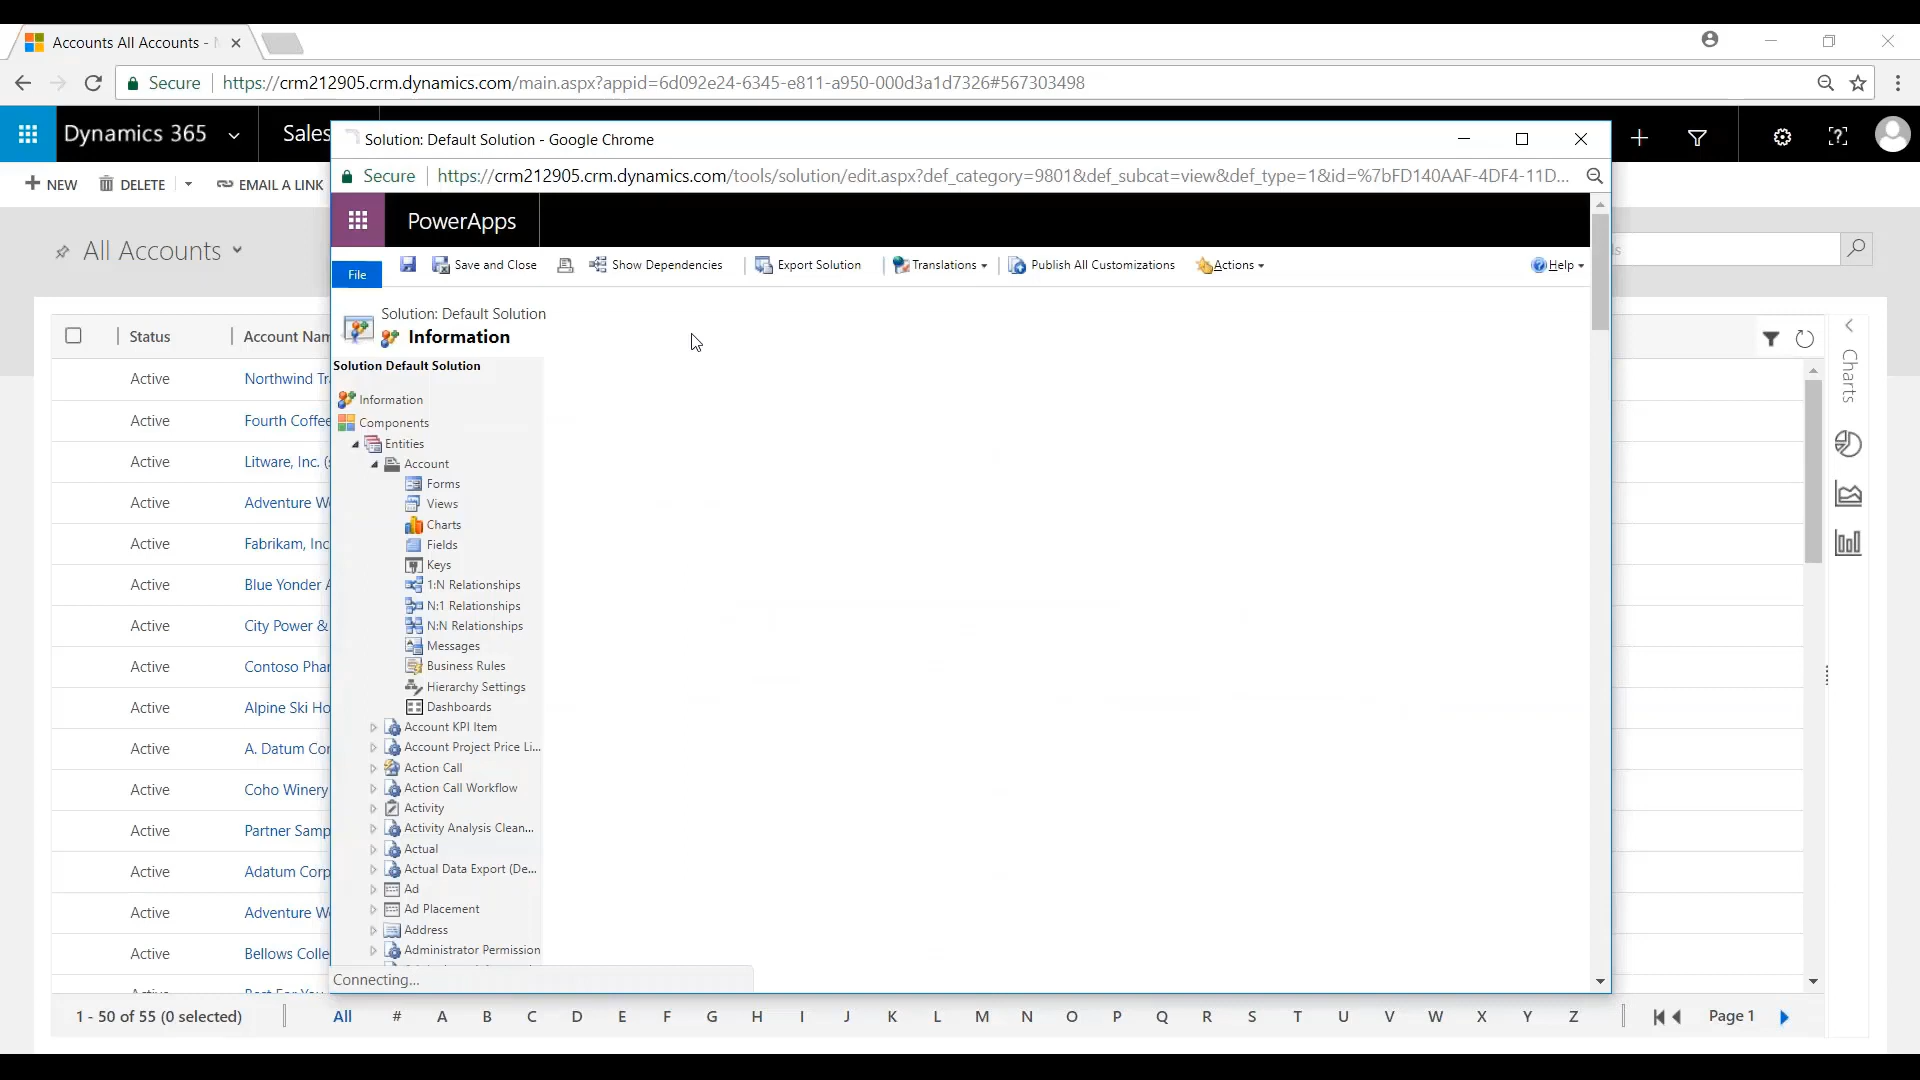 Accounts All Accounts -
Secure https://crm212905.crm.dynamics.com/main.aspx?appid=6d092e24-6345-e811-a950-000d3a1d7326#567303498
Dynamics 365
Sales
Solution: Default Solution - Google Chrome
Secure https://crm212905.crm.dynamics.com/tools/solution/edit.aspx?def_category=9801&def_subcat=view&def_type=1&id=%7bFD140AAF-4DF4-11D...
NEW DELETE EMAIL A LINK
PowerApps
File Save and Close Show Dependencies Export Solution Translations Publish All Customizations Actions Help
All Accounts
Solution: Default Solution
Information
Solution Default Solution
Information
Components
Entities
Account
Forms
Views
Charts
Fields
Keys
1:N Relationships
N:1 Relationships
N:N Relationships
Messages
Business Rules
Hierarchy Settings
Dashboards
Account KPI Item
Account Project Price Li...
Action Call
Action Call Workflow
Activity
Activity Analysis Clean...
Actual
Actual Data Export (De...
Ad
Ad Placement
Address
Administrator Permission
Connecting...
Status Account Nam
Active Northwind Tr
Active Fourth Coffee
Active Litware, Inc. (
Active Adventure W
Active Fabrikam, Inc
Active Blue Yonder A
Active City Power &
Active Contoso Phar
Active Alpine Ski Ho
Active A. Datum Cor
Active Coho Winery
Active Partner Samp
Active Adatum Corp
Active Adventure W
Active Bellows Colle
Charts
1 - 50 of 55 (0 selected) All # A B C D E F G H I J K L M N O P Q R S T U V W X Y Z Page 1